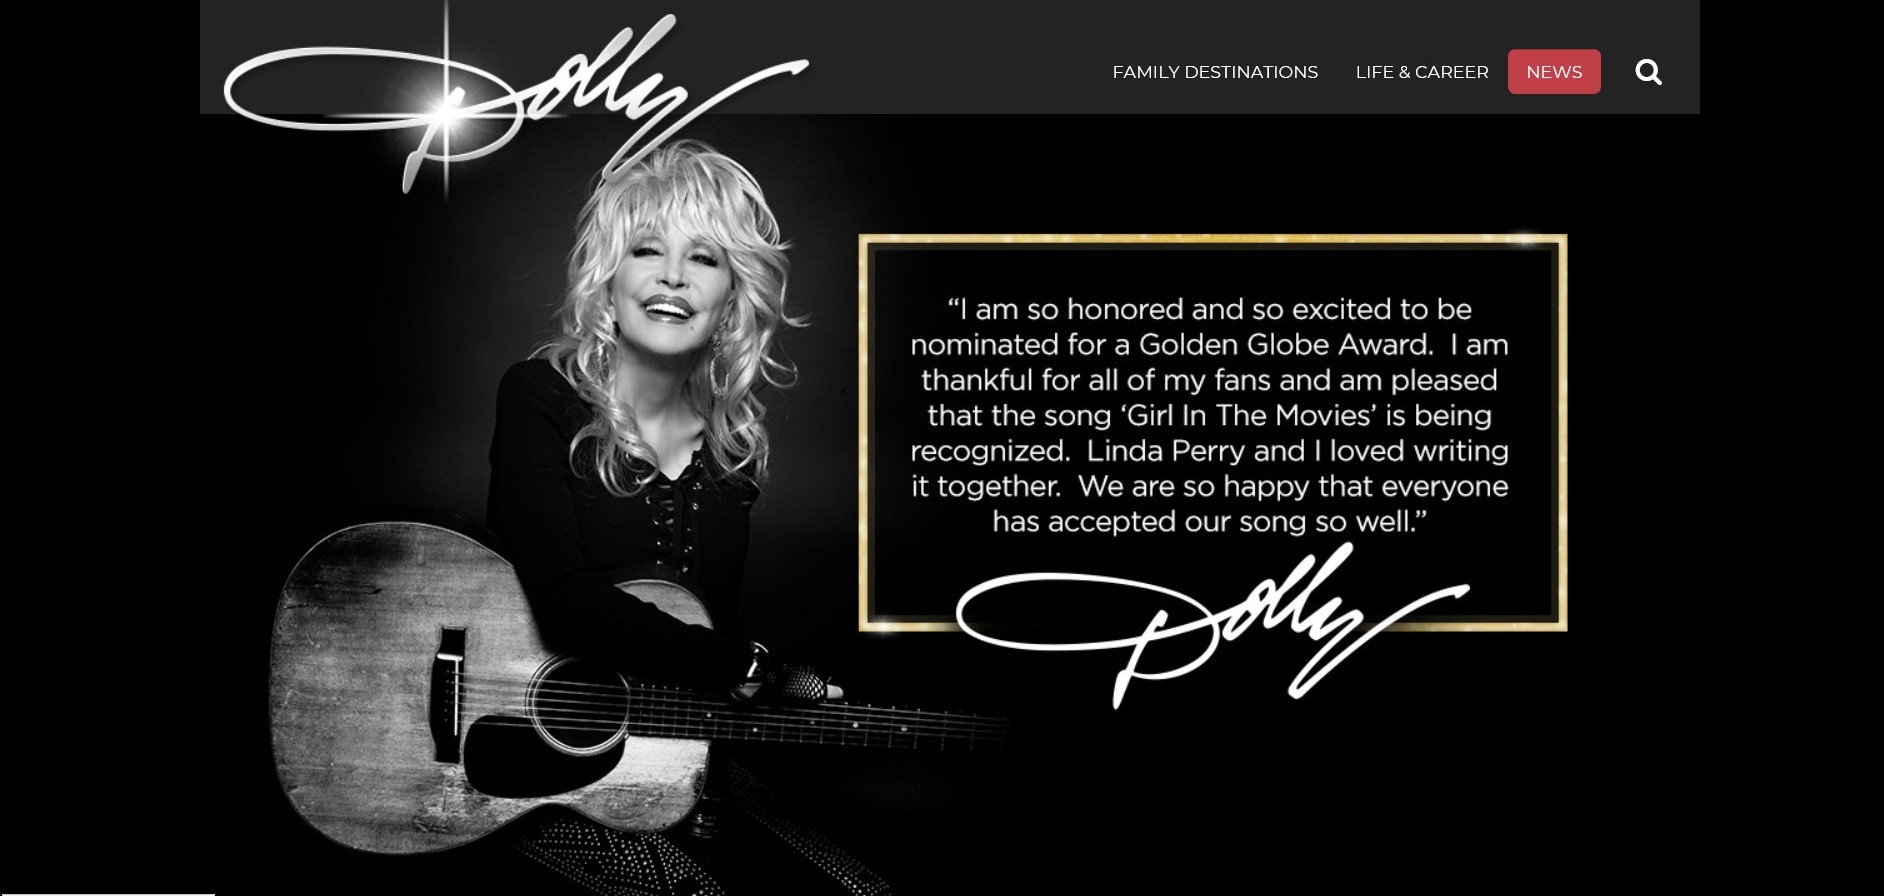 Dolly
FAMILY DESTINATIONS LIFE & CAREER NEWS
“I am so honored and so excited to be
nominated for a Golden Globe Award.  I am
thankful for all of my fans and am pleased
that the song ‘Girl In The Movies’ is being
recognized.  Linda Perry and I loved writing
it together.  We are so happy that everyone
has accepted our song so well.”
Dolly